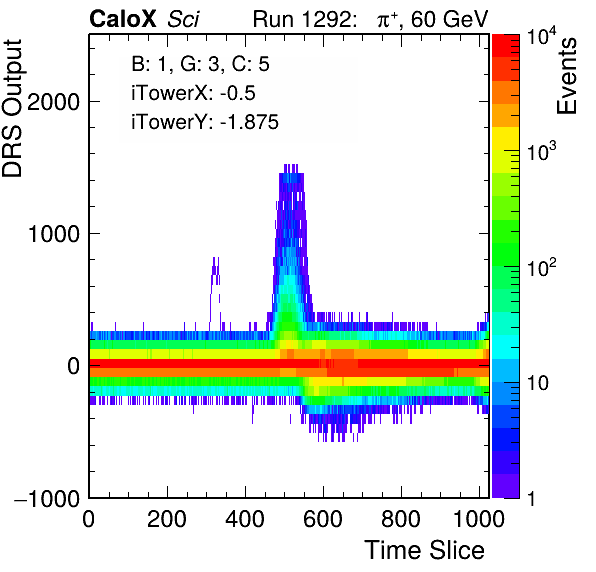 CaloX Sci Run 1292: π⁺, 60 GeV
B: 1, G: 3, C: 5
iTowerX: -0.5
iTowerY: -1.875
DRS Output
2000
1000
0
−1000
0 200 400 600 800 1000
Time Slice
Events
10⁴
10³
10²
10
1